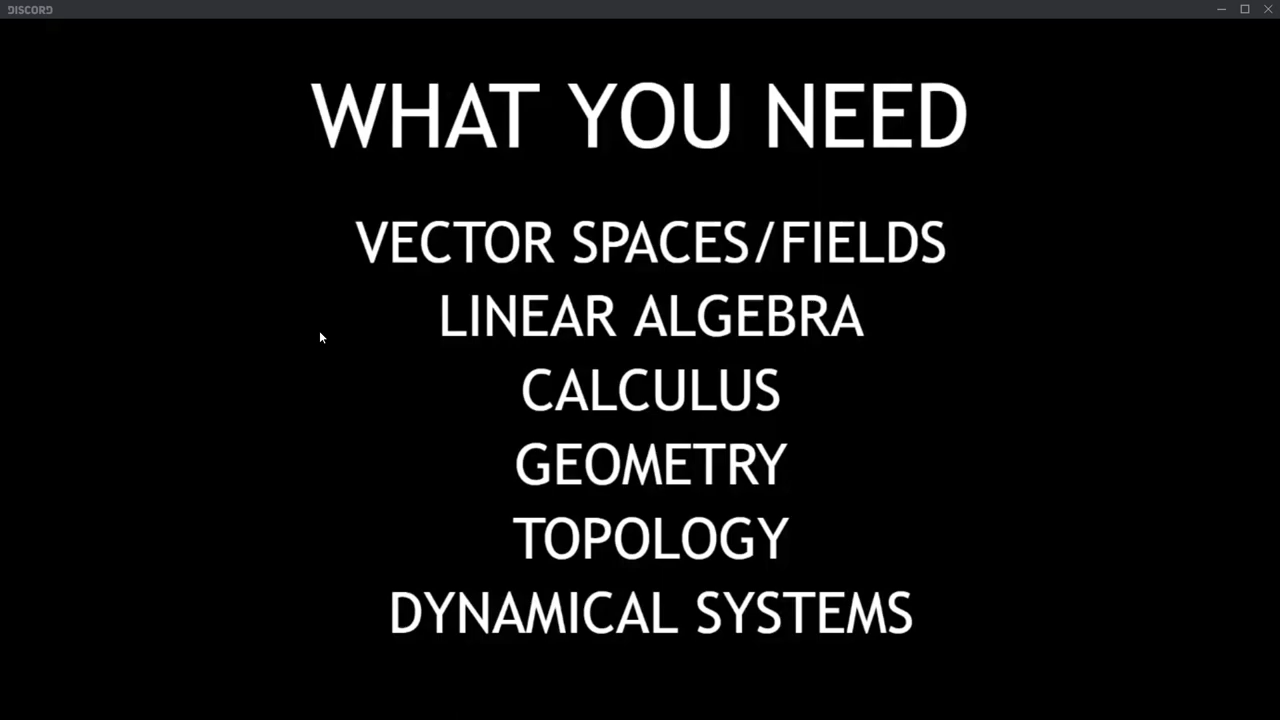 DISCORD
WHAT YOU NEED
VECTOR SPACES/FIELDS
LINEAR ALGEBRA
CALCULUS
GEOMETRY
TOPOLOGY
DYNAMICAL SYSTEMS